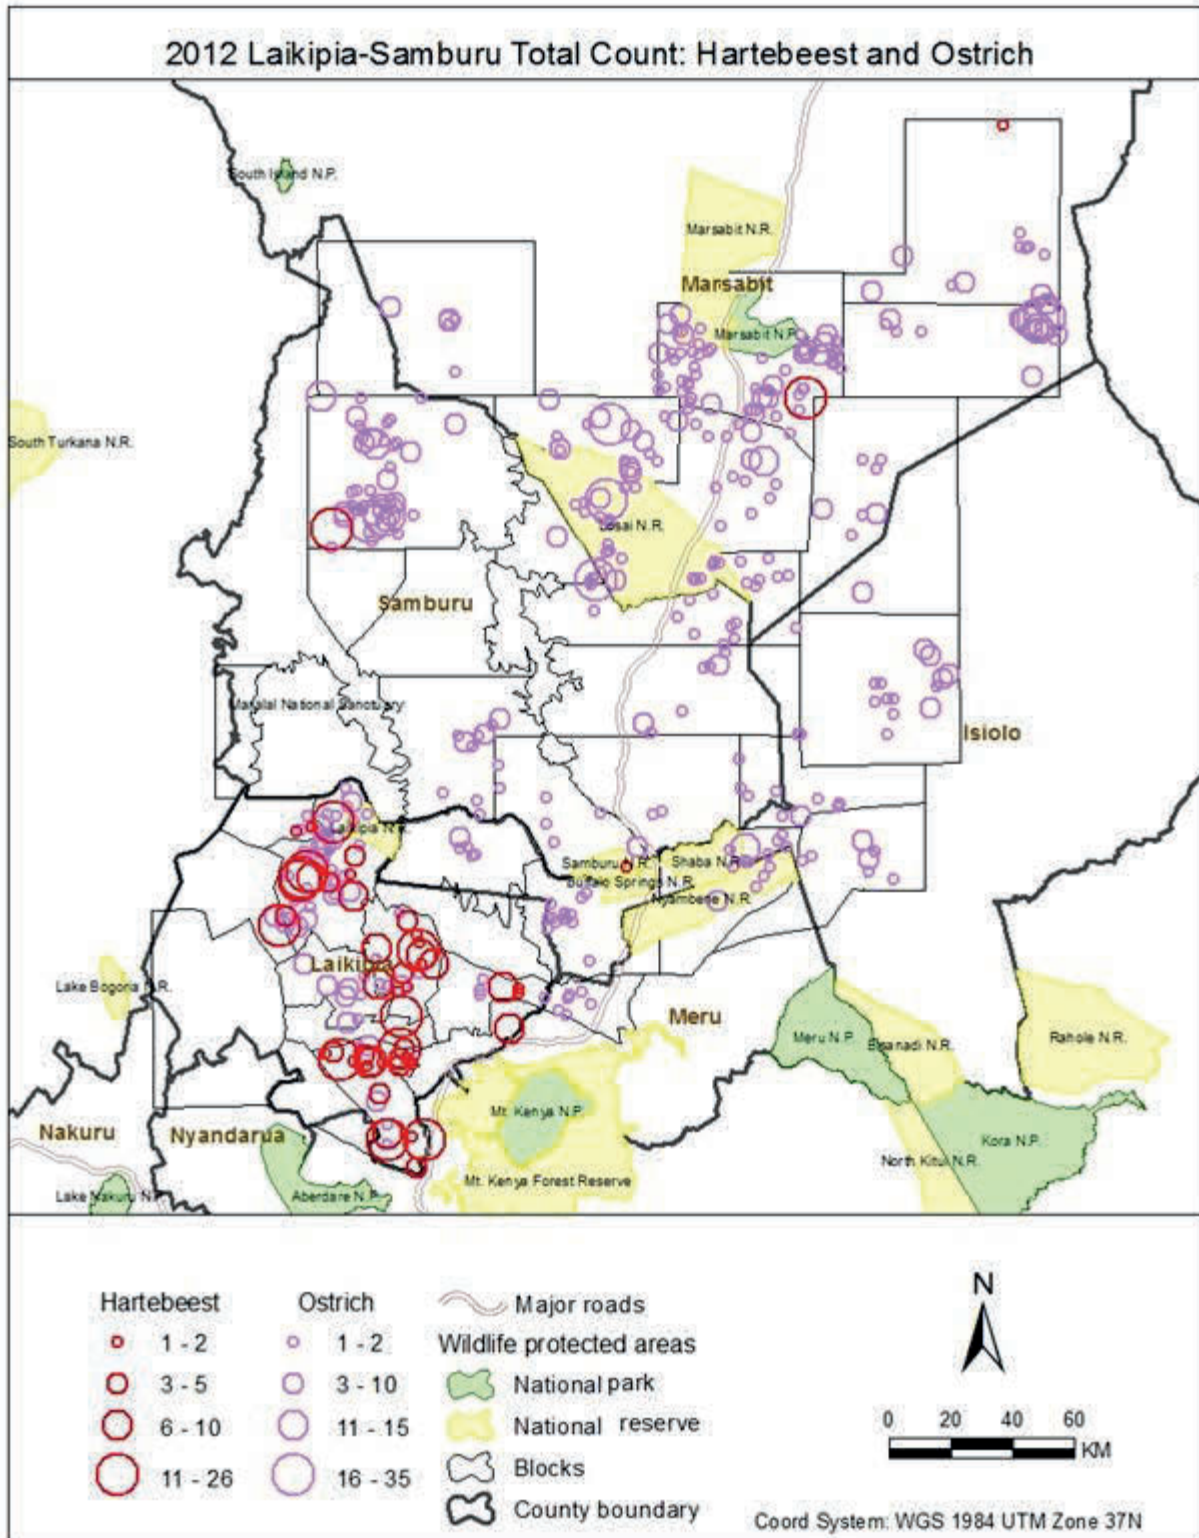 2012 Laikipia-Samburu Total Count: Hartebeest and Ostrich
South Island N.P.
Marsabit N.R.
Marsabit
Marsabit N.P.
South Turkana N.R.
Losai N.R.
Samburu
Maralal National Sanctuary
Isiolo
Laikipia N.R.
Samburu N.R.
Shaba N.R.
Buffalo Springs N.R.
Nyambene N.R.
Laikipia
Lake Bogoria N.R.
Meru
Meru N.P.
Bisanadi N.R.
Rahole N.R.
Mt. Kenya N.P.
Nakuru
Nyandarua
Kora N.P.
North Kitui N.R.
Mt. Kenya Forest Reserve
Lake Nakuru N.P.
Aberdare N.P.
Hartebeest
1 - 2
3 - 5
6 - 10
11 - 26
Ostrich
1 - 2
3 - 10
11 - 15
16 - 35
Major roads
Wildlife protected areas
National park
National reserve
Blocks
County boundary
N
0 20 40 60
KM
Coord System: WGS 1984 UTM Zone 37N